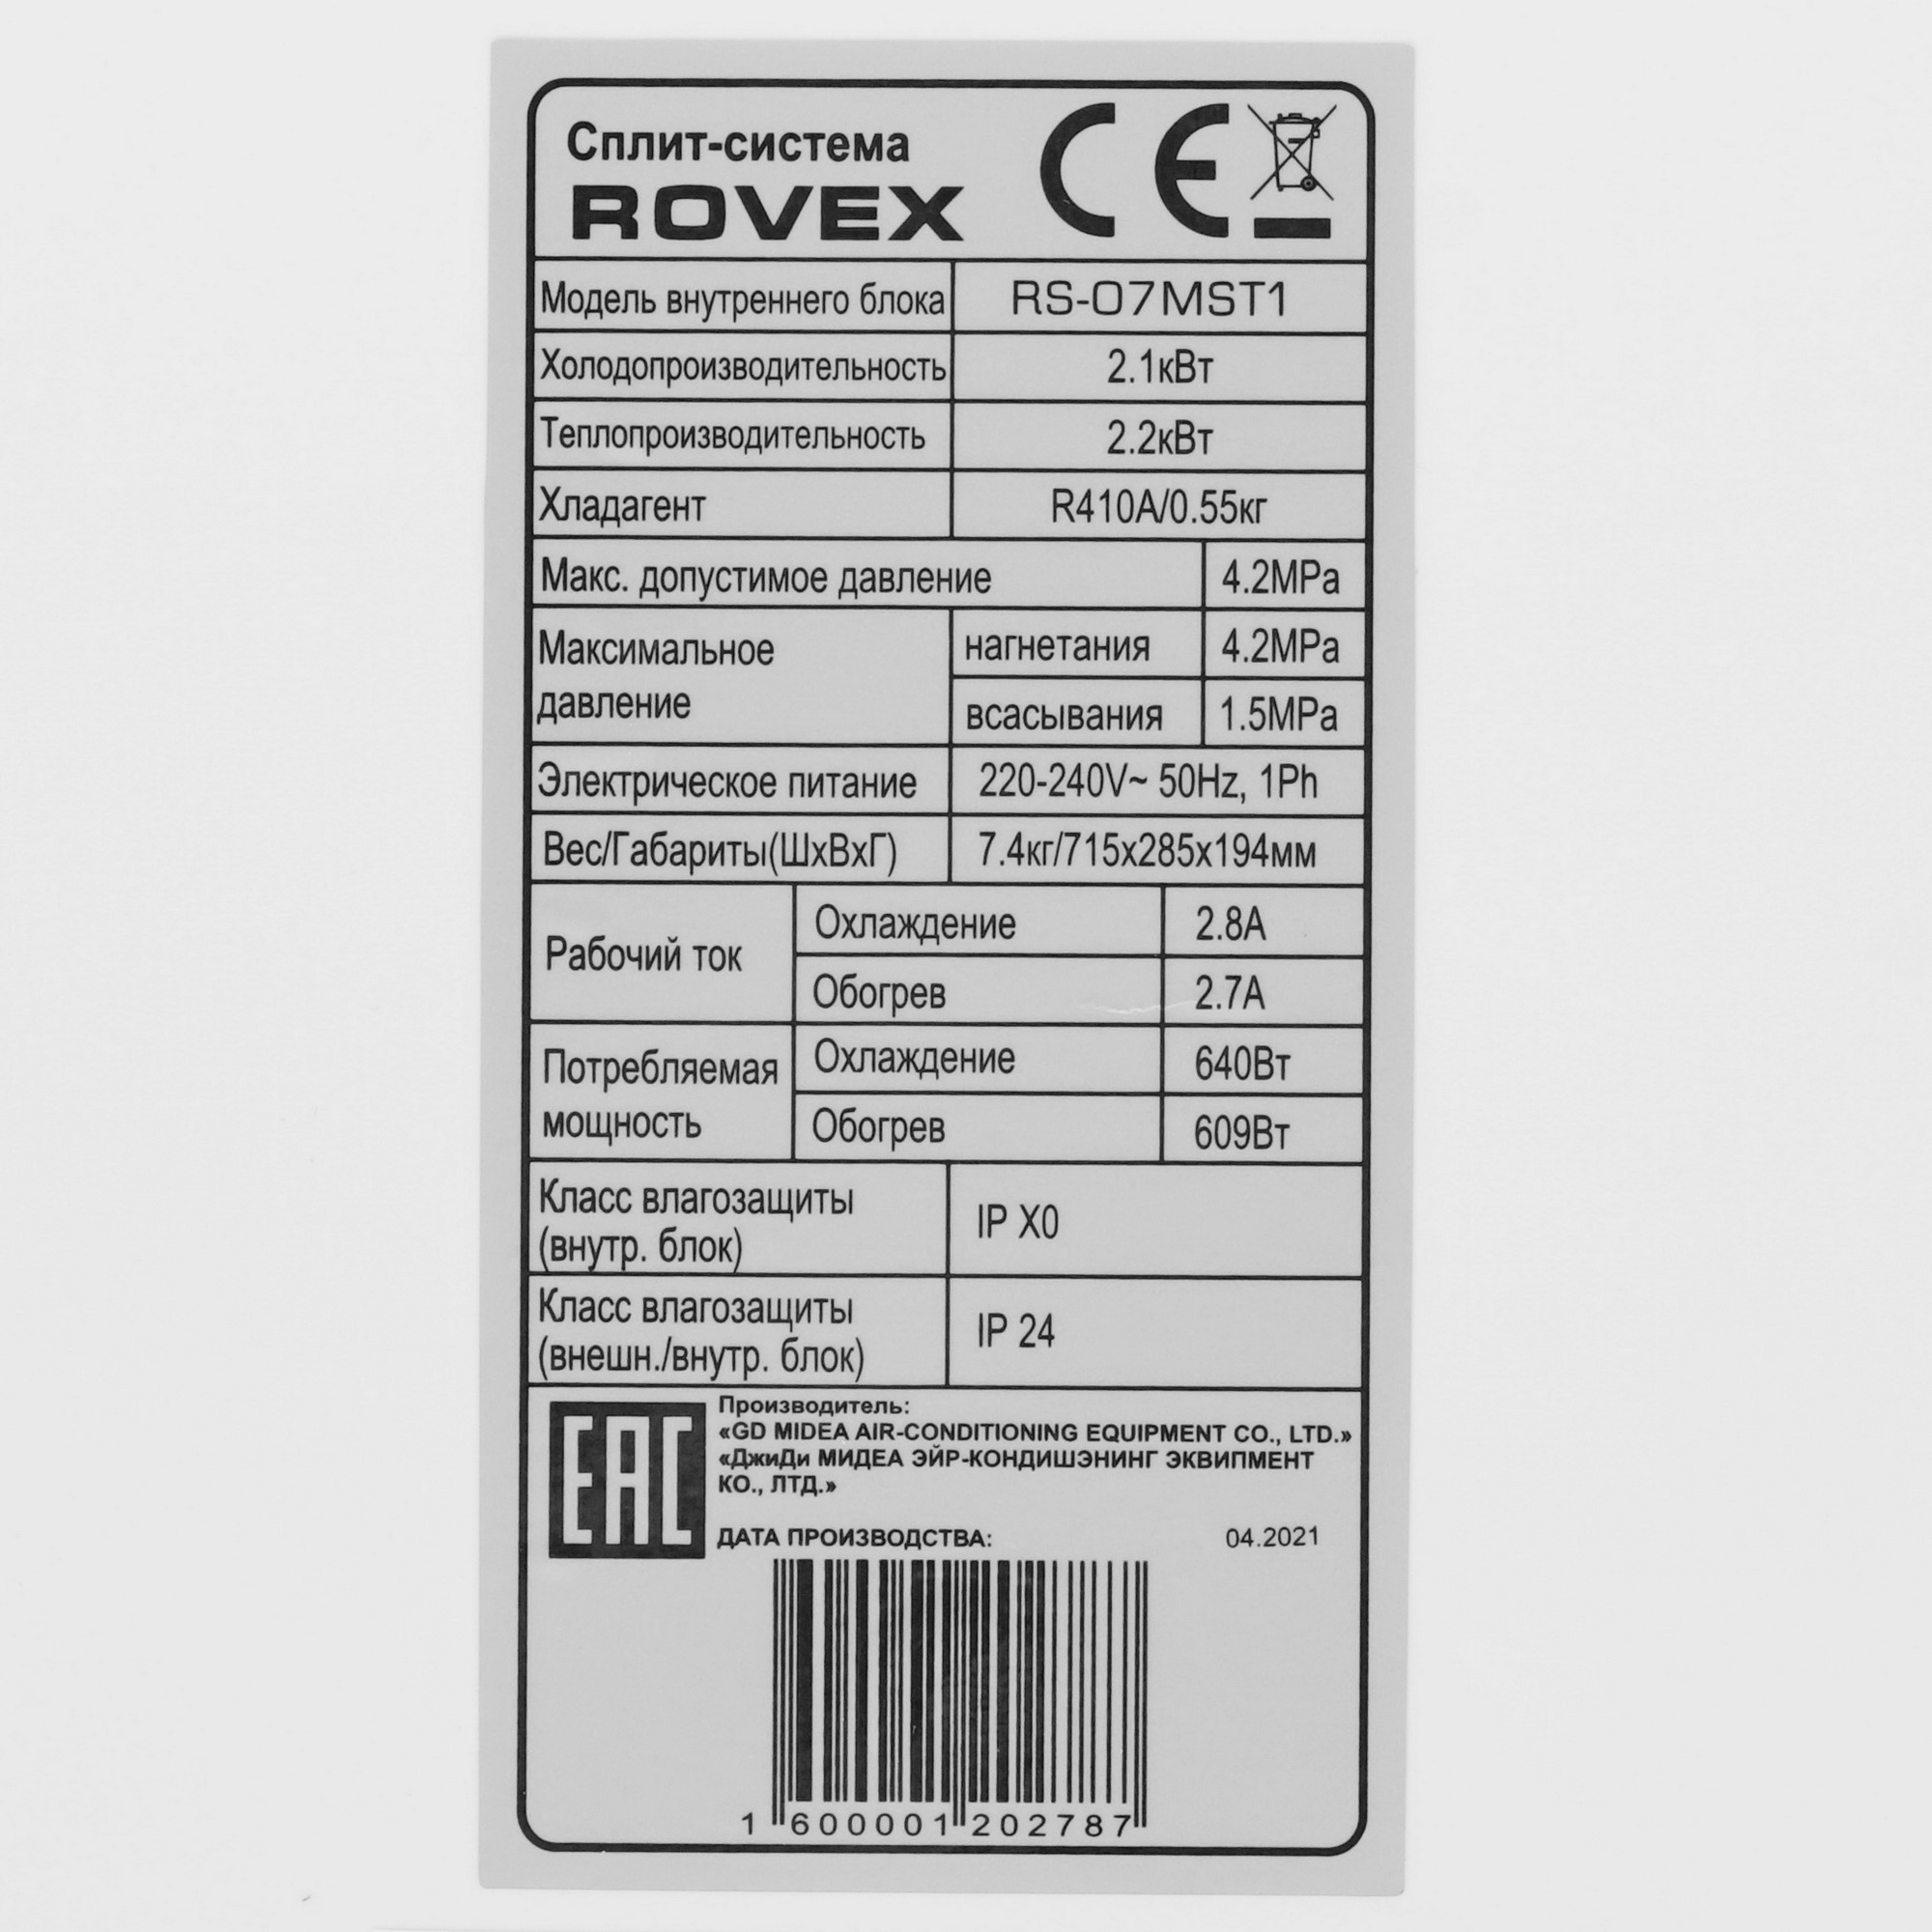 Сплит-система
ROVEX
CE
Модель внутреннего блока RS-07MST1
Холодопроизводительность 2.1кВт
Теплопроизводительность 2.2кВт
Хладагент R410A/0.55кг
Макс. допустимое давление 4.2MPa
Максимальное давление нагнетания 4.2MPa
всасывания 1.5MPa
Электрическое питание 220-240V~ 50Hz, 1Ph
Вес/Габариты(ШхВхГ) 7.4кг/715х285х194мм
Рабочий ток Охлаждение 2.8A
Обогрев 2.7A
Потребляемая мощность Охлаждение 640Вт
Обогрев 609Вт
Класс влагозащиты
(внутр. блок) IP X0
Класс влагозащиты
(внешн./внутр. блок) IP 24
EAC
Производитель:
«GD MIDEA AIR-CONDITIONING EQUIPMENT CO., LTD.»
«ДжиДи МИДЕА ЭЙР-КОНДИШЭНИНГ ЭКВИПМЕНТ
КО., ЛТД.»
ДАТА ПРОИЗВОДСТВА: 04.2021
1 600001 202787